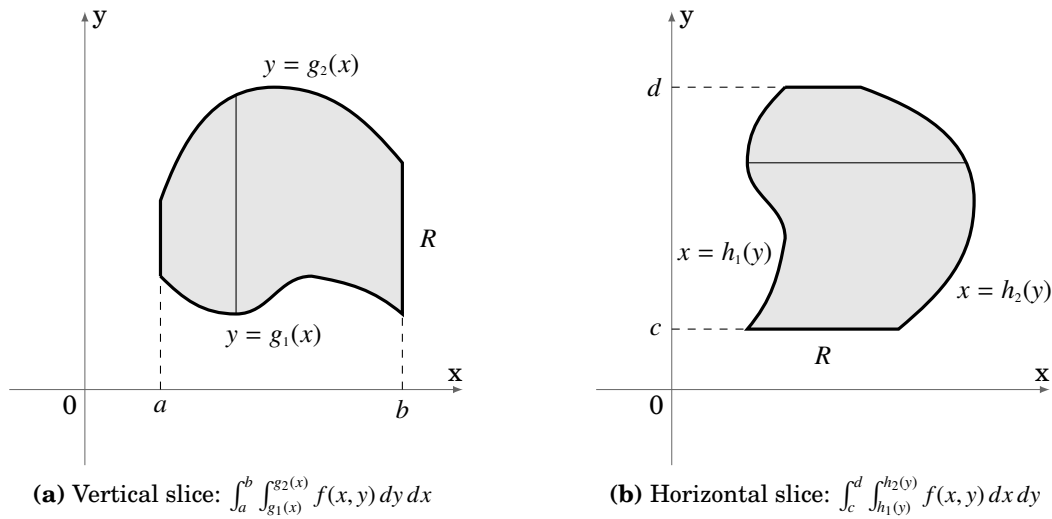 y
y = g₂(x)
R
y = g₁(x)
x
0
a
b
(a) Vertical slice: ∫ₐᵇ ∫_{g₁(x)}^{g₂(x)} f(x, y) dy dx
y
d
x = h₁(y)
x = h₂(y)
c
R
x
0
(b) Horizontal slice: ∫_c^d ∫_{h₁(y)}^{h₂(y)} f(x, y) dx dy